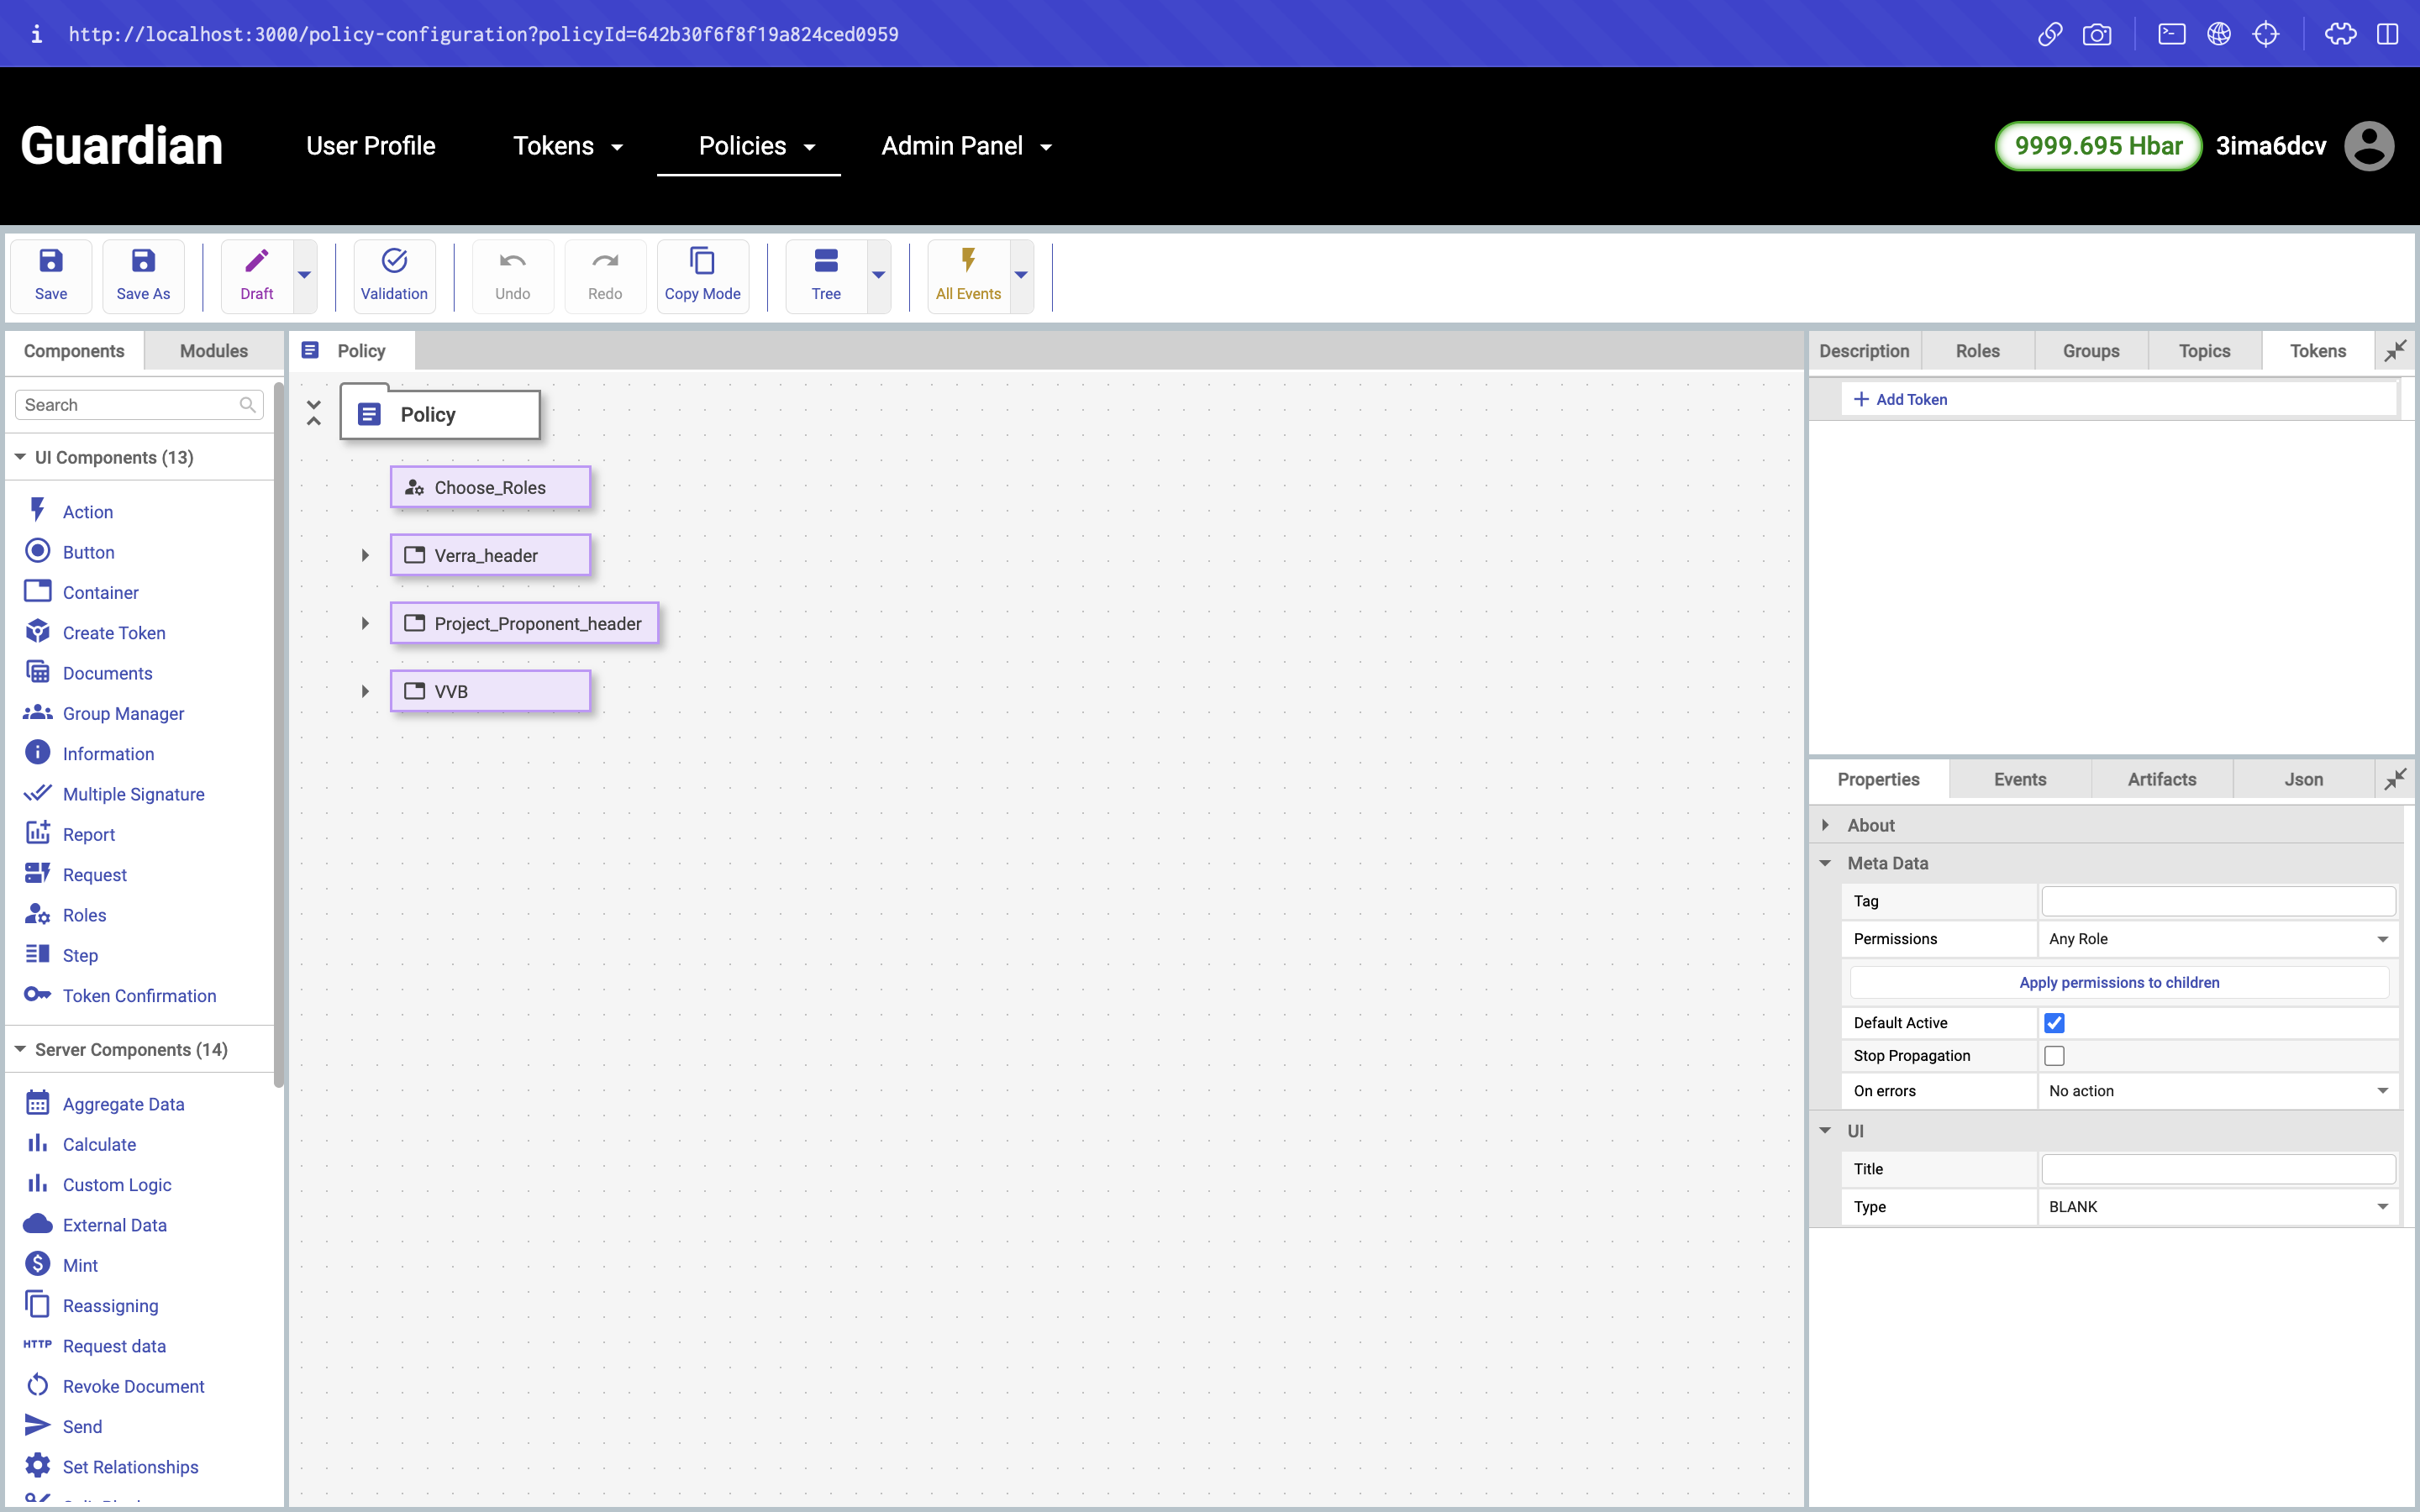 i http://localhost:3000/policy-configuration?policyId=642b30f6f8f19a824ced0959
Guardian User Profile Tokens Policies Admin Panel 9999.695 Hbar 3ima6dcv
Save Save As Draft Validation Undo Redo Copy Mode Tree All Events
Components Modules
Search
UI Components (13)
Action
Button
Container
Create Token
Documents
Group Manager
Information
Multiple Signature
Report
Request
Roles
Step
Token Confirmation
Server Components (14)
Aggregate Data
Calculate
Custom Logic
External Data
Mint
Reassigning
HTTP Request data
Revoke Document
Send
Set Relationships
Policy
Policy
Choose_Roles
Verra_header
Project_Proponent_header
VVB
Description Roles Groups Topics Tokens
Add Token
Properties Events Artifacts Json
About
Meta Data
Tag
Permissions Any Role
Apply permissions to children
Default Active
Stop Propagation
On errors No action
UI
Title
Type BLANK